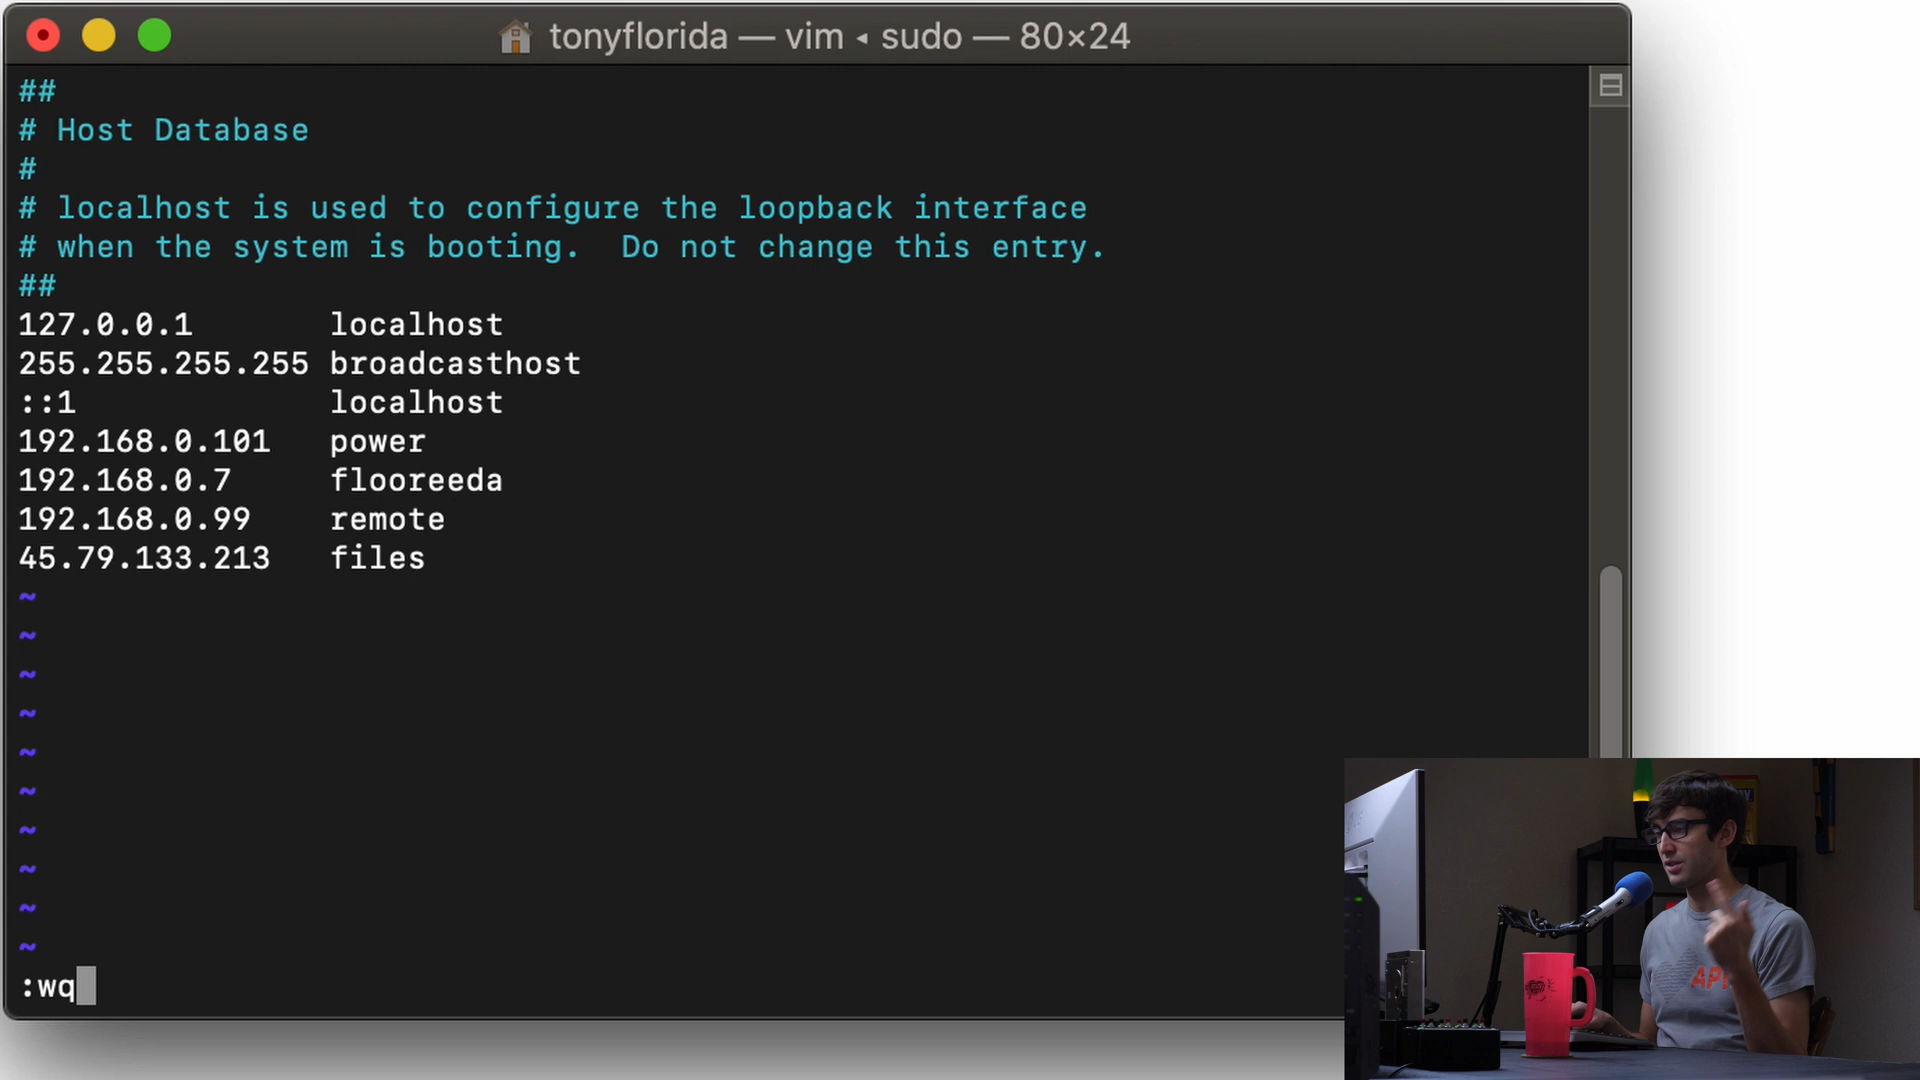 tonyflorida — vim ◂ sudo — 80×24
##
# Host Database
#
# localhost is used to configure the loopback interface
# when the system is booting.  Do not change this entry.
##
127.0.0.1       localhost
255.255.255.255 broadcasthost
::1             localhost
192.168.0.101   power
192.168.0.7     flooreeda
192.168.0.99    remote
45.79.133.213   files
~
~
~
~
~
~
~
~
~
~
:wq